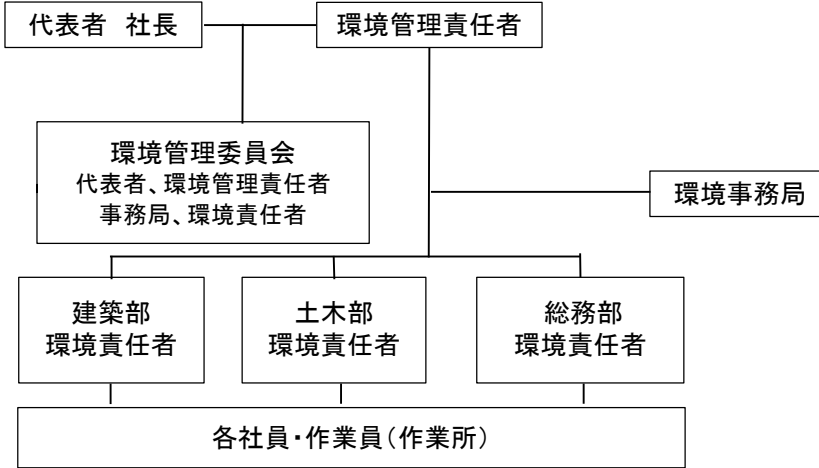 代表者 社長
環境管理責任者
環境管理委員会
代表者、環境管理責任者
事務局、環境責任者
環境事務局
建築部
環境責任者
土木部
環境責任者
総務部
環境責任者
各社員・作業員(作業所)